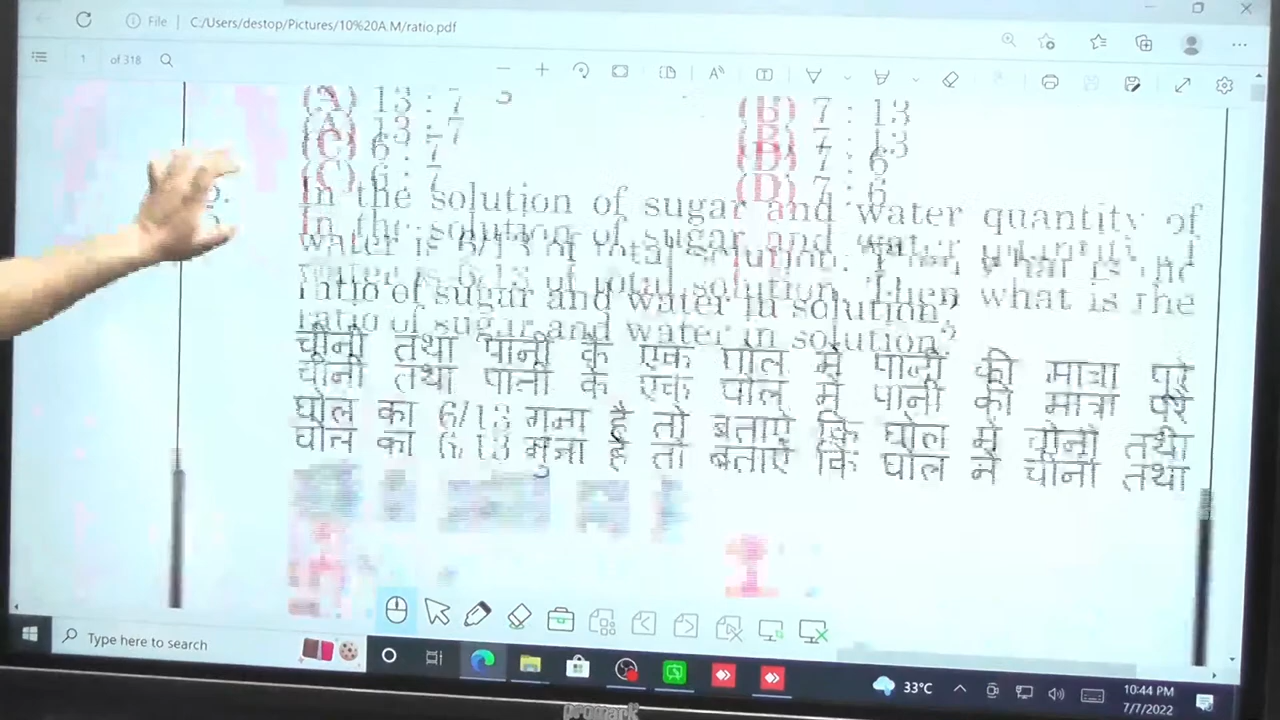 File C:/Users/destop/Pictures/10%20A.M/ratio.pdf
1 of 318
(A) 13 : 7 (B) 7 : 13
(C) 6 : 7 (D) 7 : 6
In the solution of sugar and water quantity of
water is 6/13 of total solution. Then what is the
ratio of sugar and water in solution?
चीनी तथा पानी के एक घोल में पानी की मात्रा पूरे
घोल का 6/13 गुना है तो बताएं कि घोल में चीनी तथा
Type here to search
33°C
10:44 PM
7/7/2022
promark